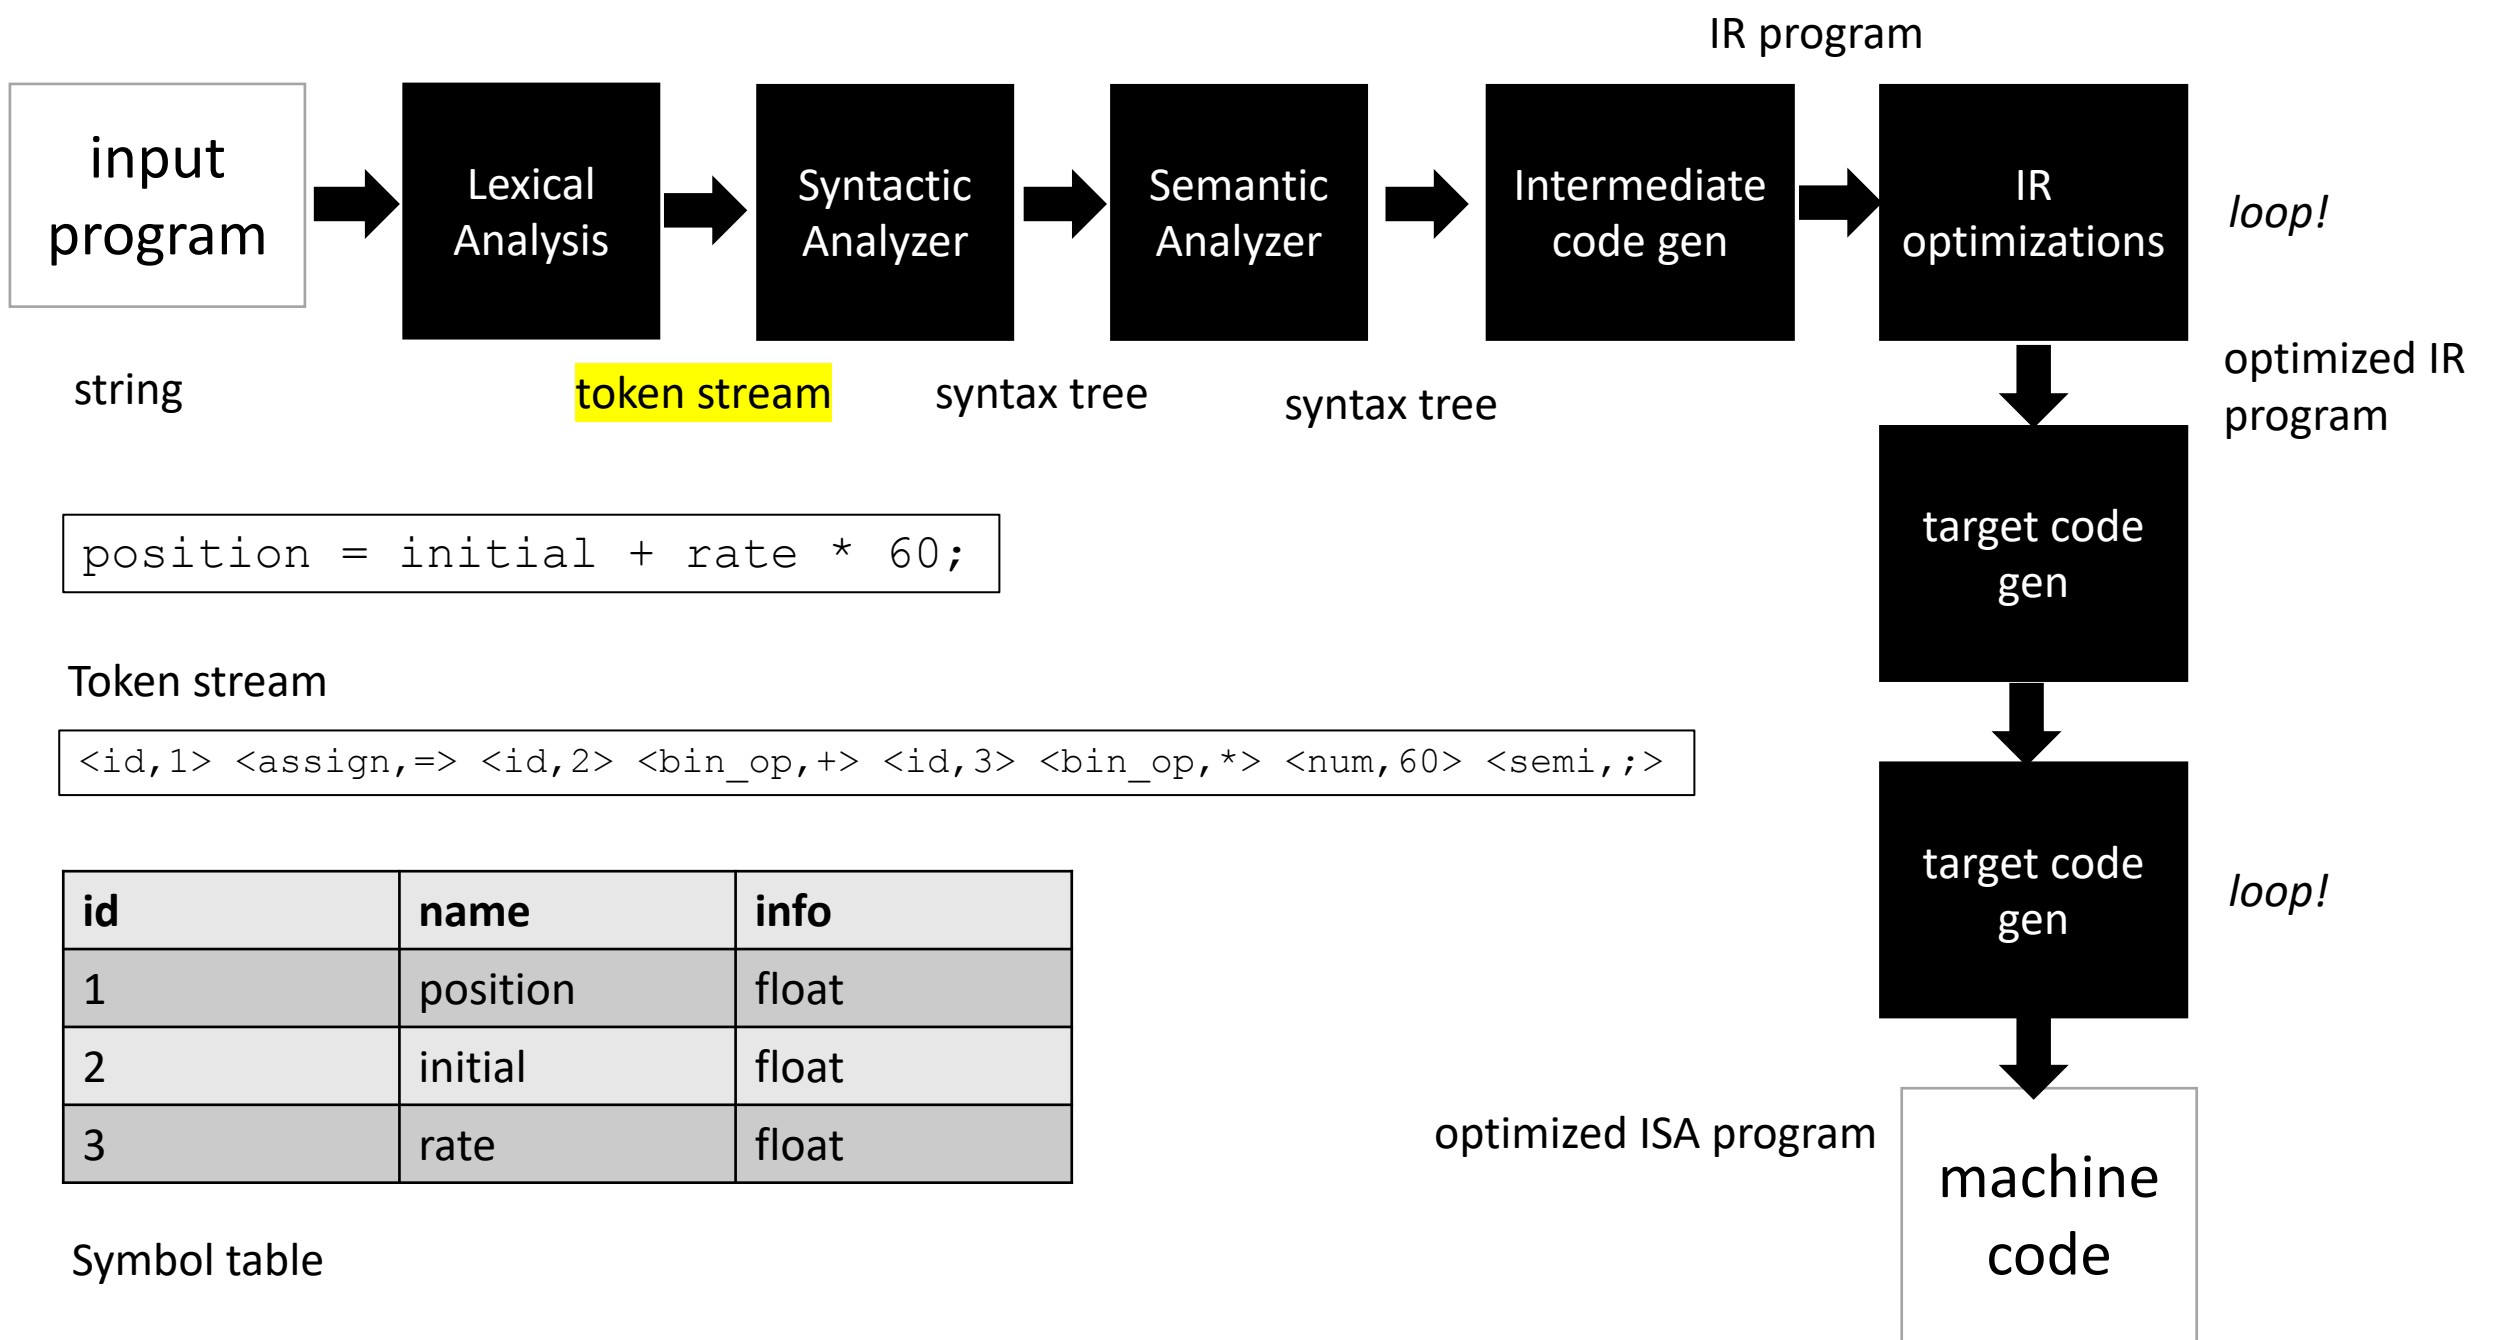 IR program
input
program
Lexical
Analysis
Syntactic
Analyzer
Semantic
Analyzer
Intermediate
code gen
IR
optimizations
loop!
string
token stream
syntax tree
syntax tree
optimized IR
program
target code
gen
position = initial + rate * 60;
Token stream
<id,1> <assign,=> <id,2> <bin_op,+> <id,3> <bin_op,*> <num,60> <semi,;>
target code
gen
loop!
id name info
1 position float
2 initial float
3 rate float
Symbol table
optimized ISA program
machine
code